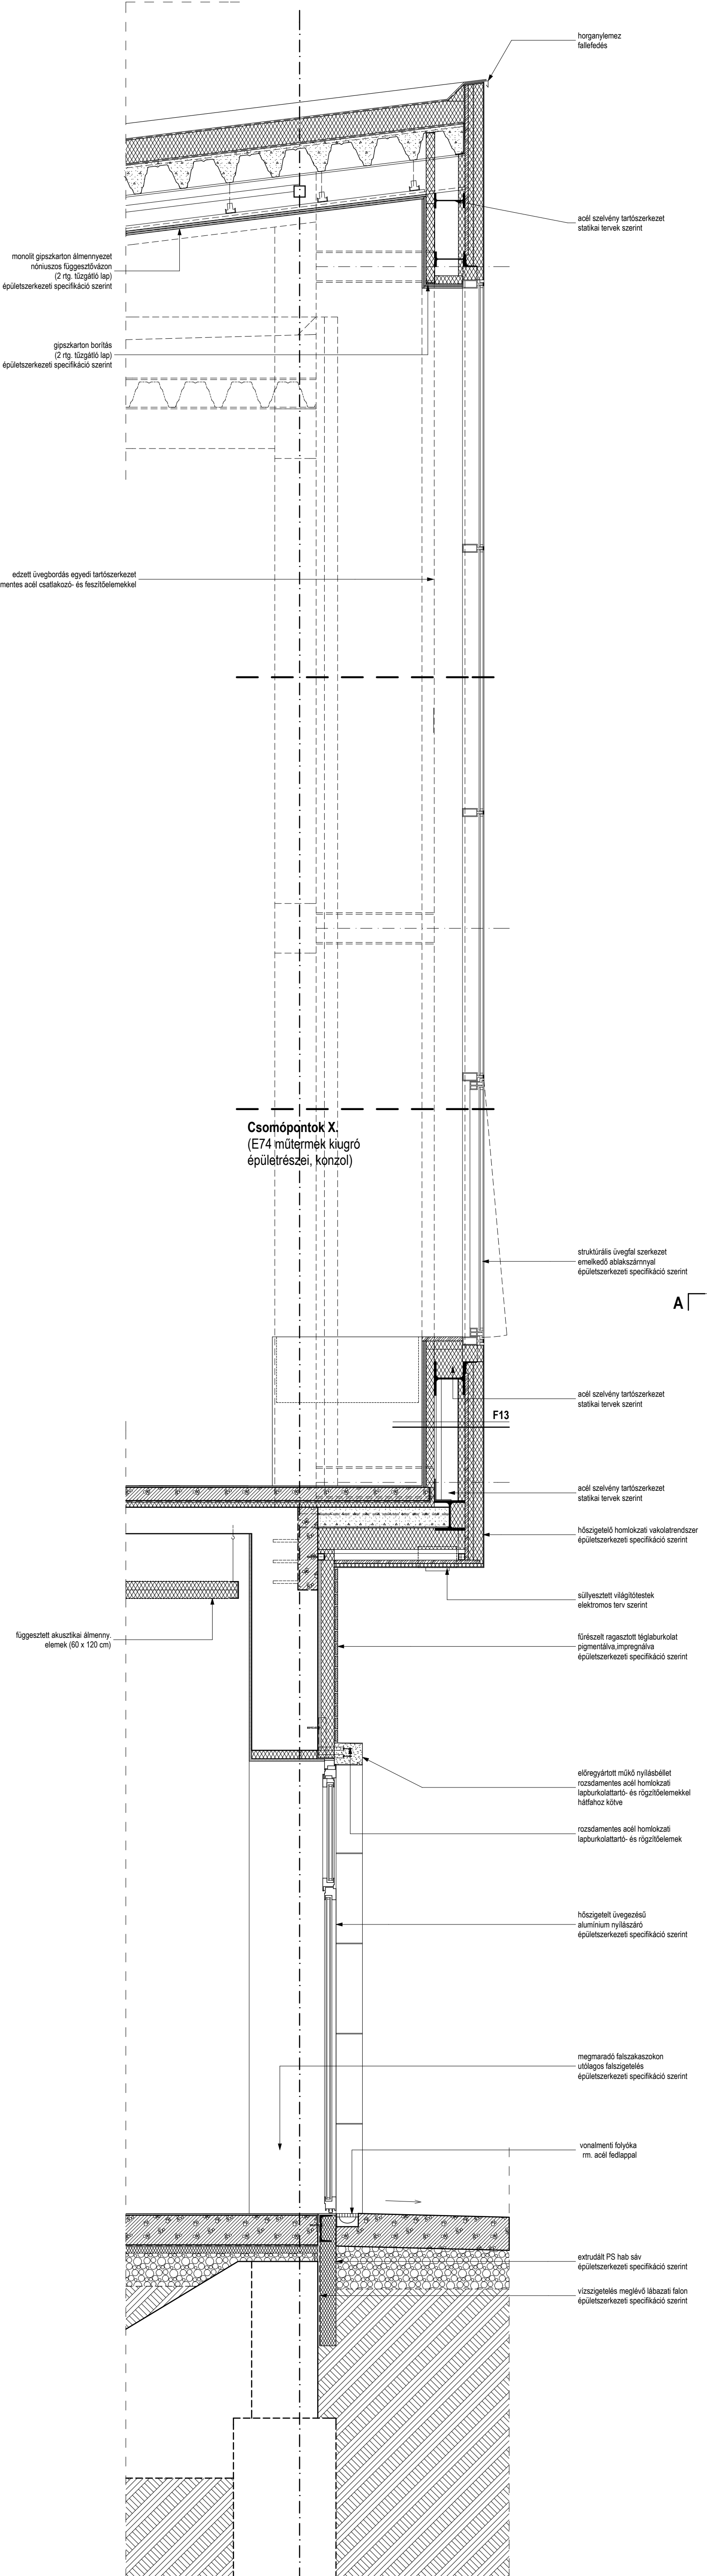 horganylemez
fallefedés
acél szelvény tartószerkezet
statikai tervek szerint
monolit gipszkarton álmennyezet
nóniuszos függesztővázon
(2 rtg. tűzgátló lap)
épületszerkezeti specifikáció szerint
gipszkarton borítás
(2 rtg. tűzgátló lap)
épületszerkezeti specifikáció szerint
edzett üvegbordás egyedi tartószerkezet
mentes acél csatlakozó- és feszítőelemekkel
Csomópontok X.
(E74 műtermek kiugró
épületrészei, konzol)
struktúrális üvegfal szerkezet
emelkedő ablakszárnnyal
épületszerkezeti specifikáció szerint
A
acél szelvény tartószerkezet
statikai tervek szerint
F13
acél szelvény tartószerkezet
statikai tervek szerint
hőszigetelő homlokzati vakolatrendszer
épületszerkezeti specifikáció szerint
süllyesztett világítótestek
elektromos terv szerint
függesztett akusztikai álmenny.
elemek (60 x 120 cm)
fűrészelt ragasztott téglaburkolat
pigmentálva,impregnálva
épületszerkezeti specifikáció szerint
előregyártott műkő nyílásbéllet
rozsdamentes acél homlokzati
lapburkolattartó- és rögzítőelemekkel
hátfahoz kötve
rozsdamentes acél homlokzati
lapburkolattartó- és rögzítőelemek
hőszigetelt üvegezésű
alumínium nyílászáró
épületszerkezeti specifikáció szerint
megmaradó falszakaszokon
utólagos falszigetelés
épületszerkezeti specifikáció szerint
vonalmenti folyóka
rm. acél fedlappal
extrudált PS hab sáv
épületszerkezeti specifikáció szerint
vízszigetelés meglévő lábazati falon
épületszerkezeti specifikáció szerint